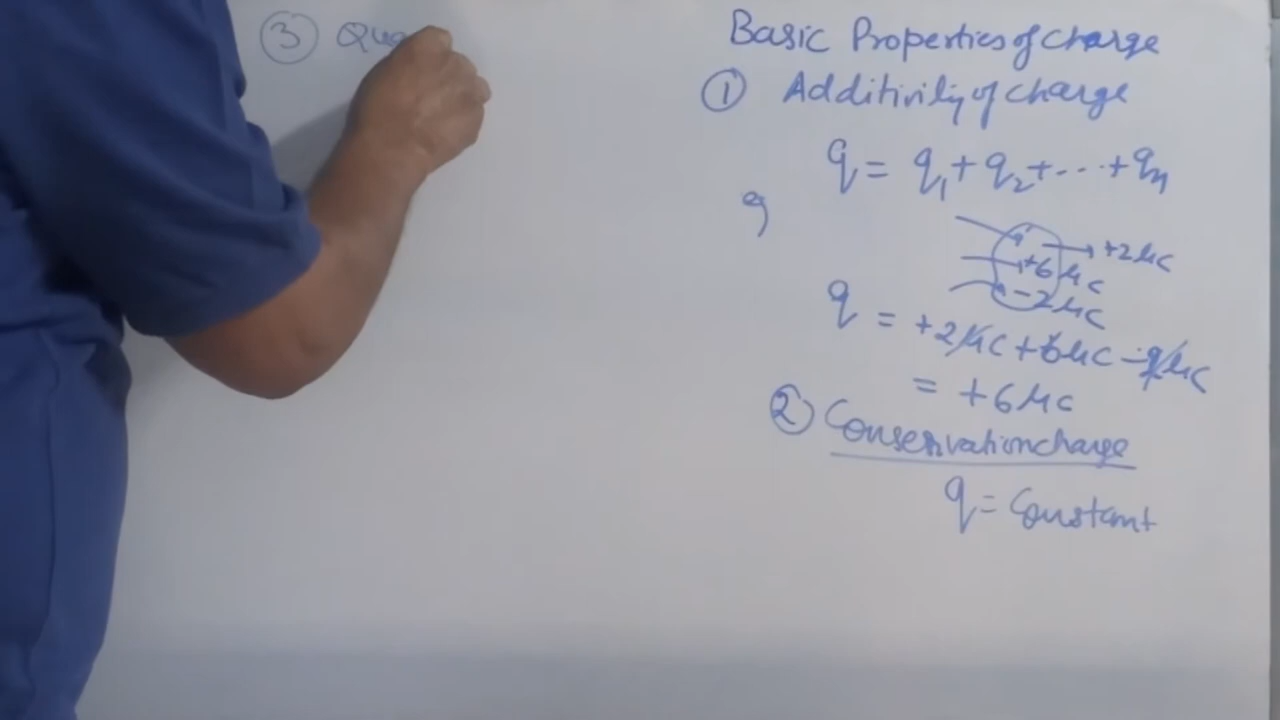 ③ Qua
Basic Properties of charge
① Additivity of charge
q = q₁ + q₂ + ... + qₙ
q
+2μC
+6μC
-2μC
q = +2μC + 6μC - 2μC
= +6μC
② Conservation charge
q = Constant